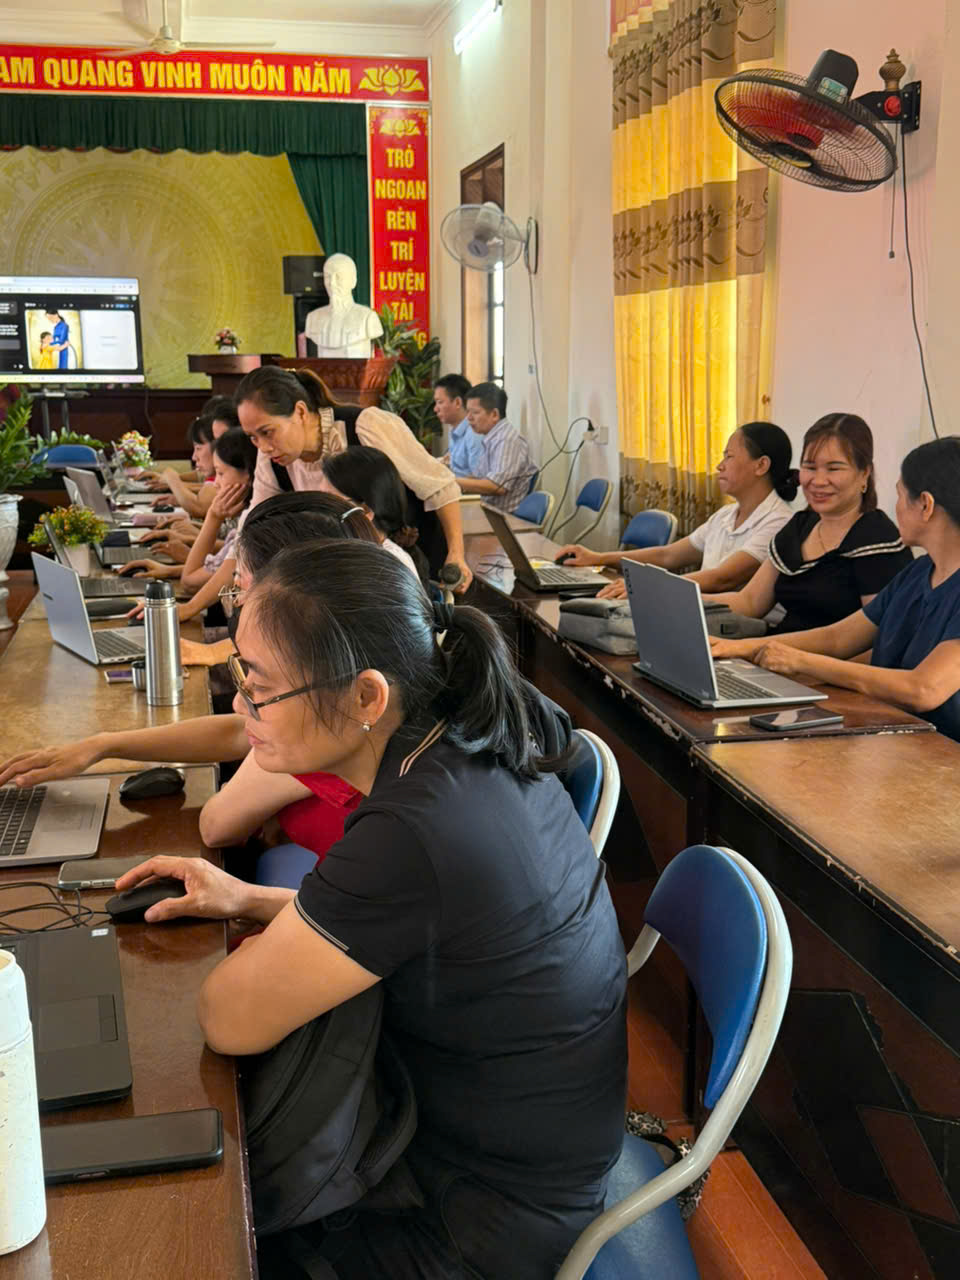 AM QUANG VINH MUÔN NĂM
TRÒ
NGOAN
RÈN
TRÍ
LUYỆN
TÀI